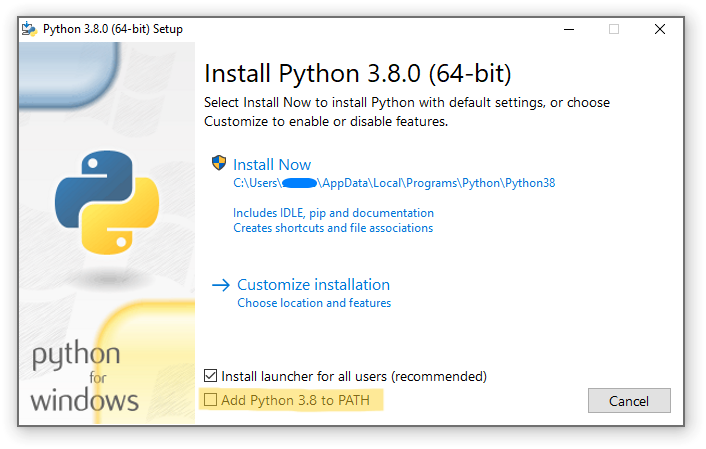 Python 3.8.0 (64-bit) Setup
Install Python 3.8.0 (64-bit)
Select Install Now to install Python with default settings, or choose
Customize to enable or disable features.
Install Now
C:\Users\ \AppData\Local\Programs\Python\Python38
Includes IDLE, pip and documentation
Creates shortcuts and file associations
Customize installation
Choose location and features
python
for
windows
Install launcher for all users (recommended)
Add Python 3.8 to PATH
Cancel